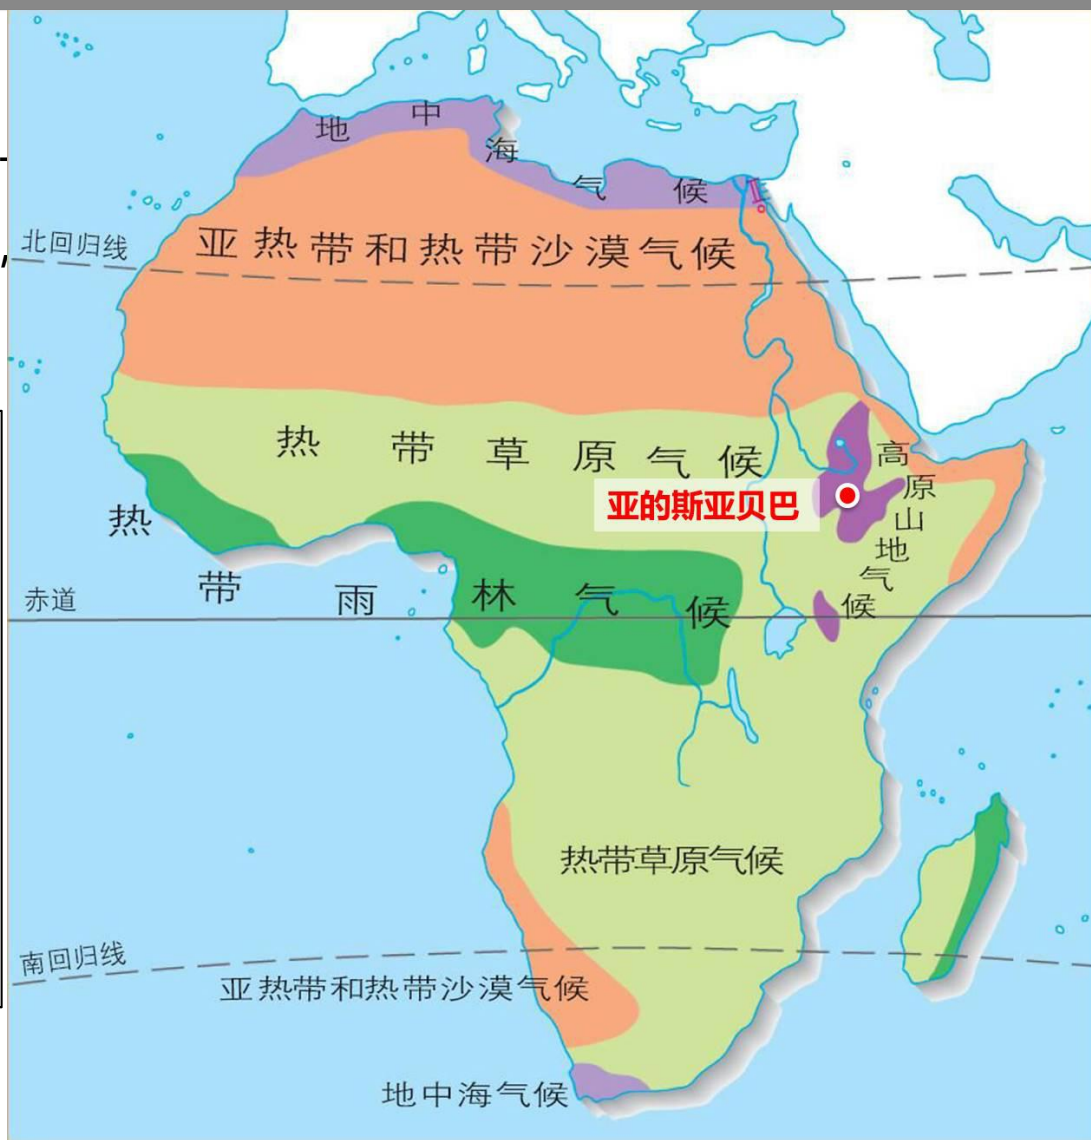 地中海气候
北回归线
亚热带和热带沙漠气候
热带草原气候
高原山地气候
亚的斯亚贝巴
热带雨林气候
赤道
热带草原气候
南回归线
亚热带和热带沙漠气候
地中海气候